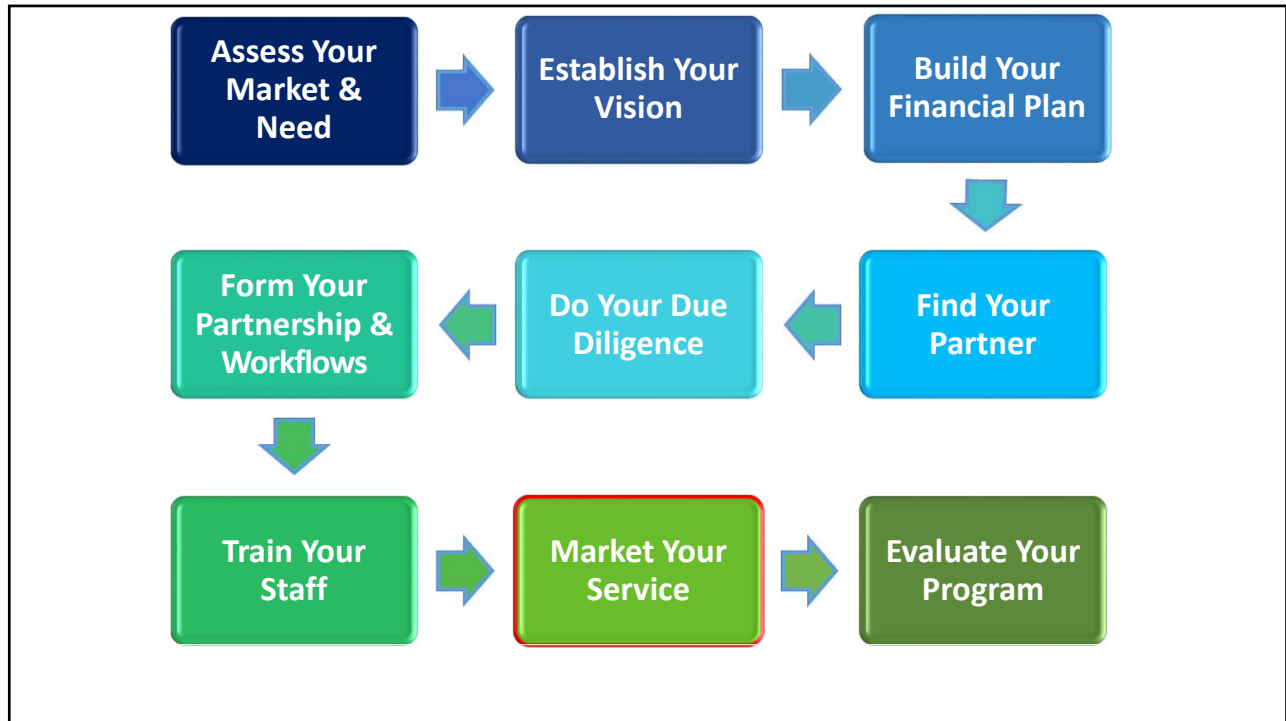 Assess Your
Market &
Need
Establish Your
Vision
Build Your
Financial Plan
Find Your
Partner
Do Your Due
Diligence
Form Your
Partnership &
Workflows
Train Your
Staff
Market Your
Service
Evaluate Your
Program